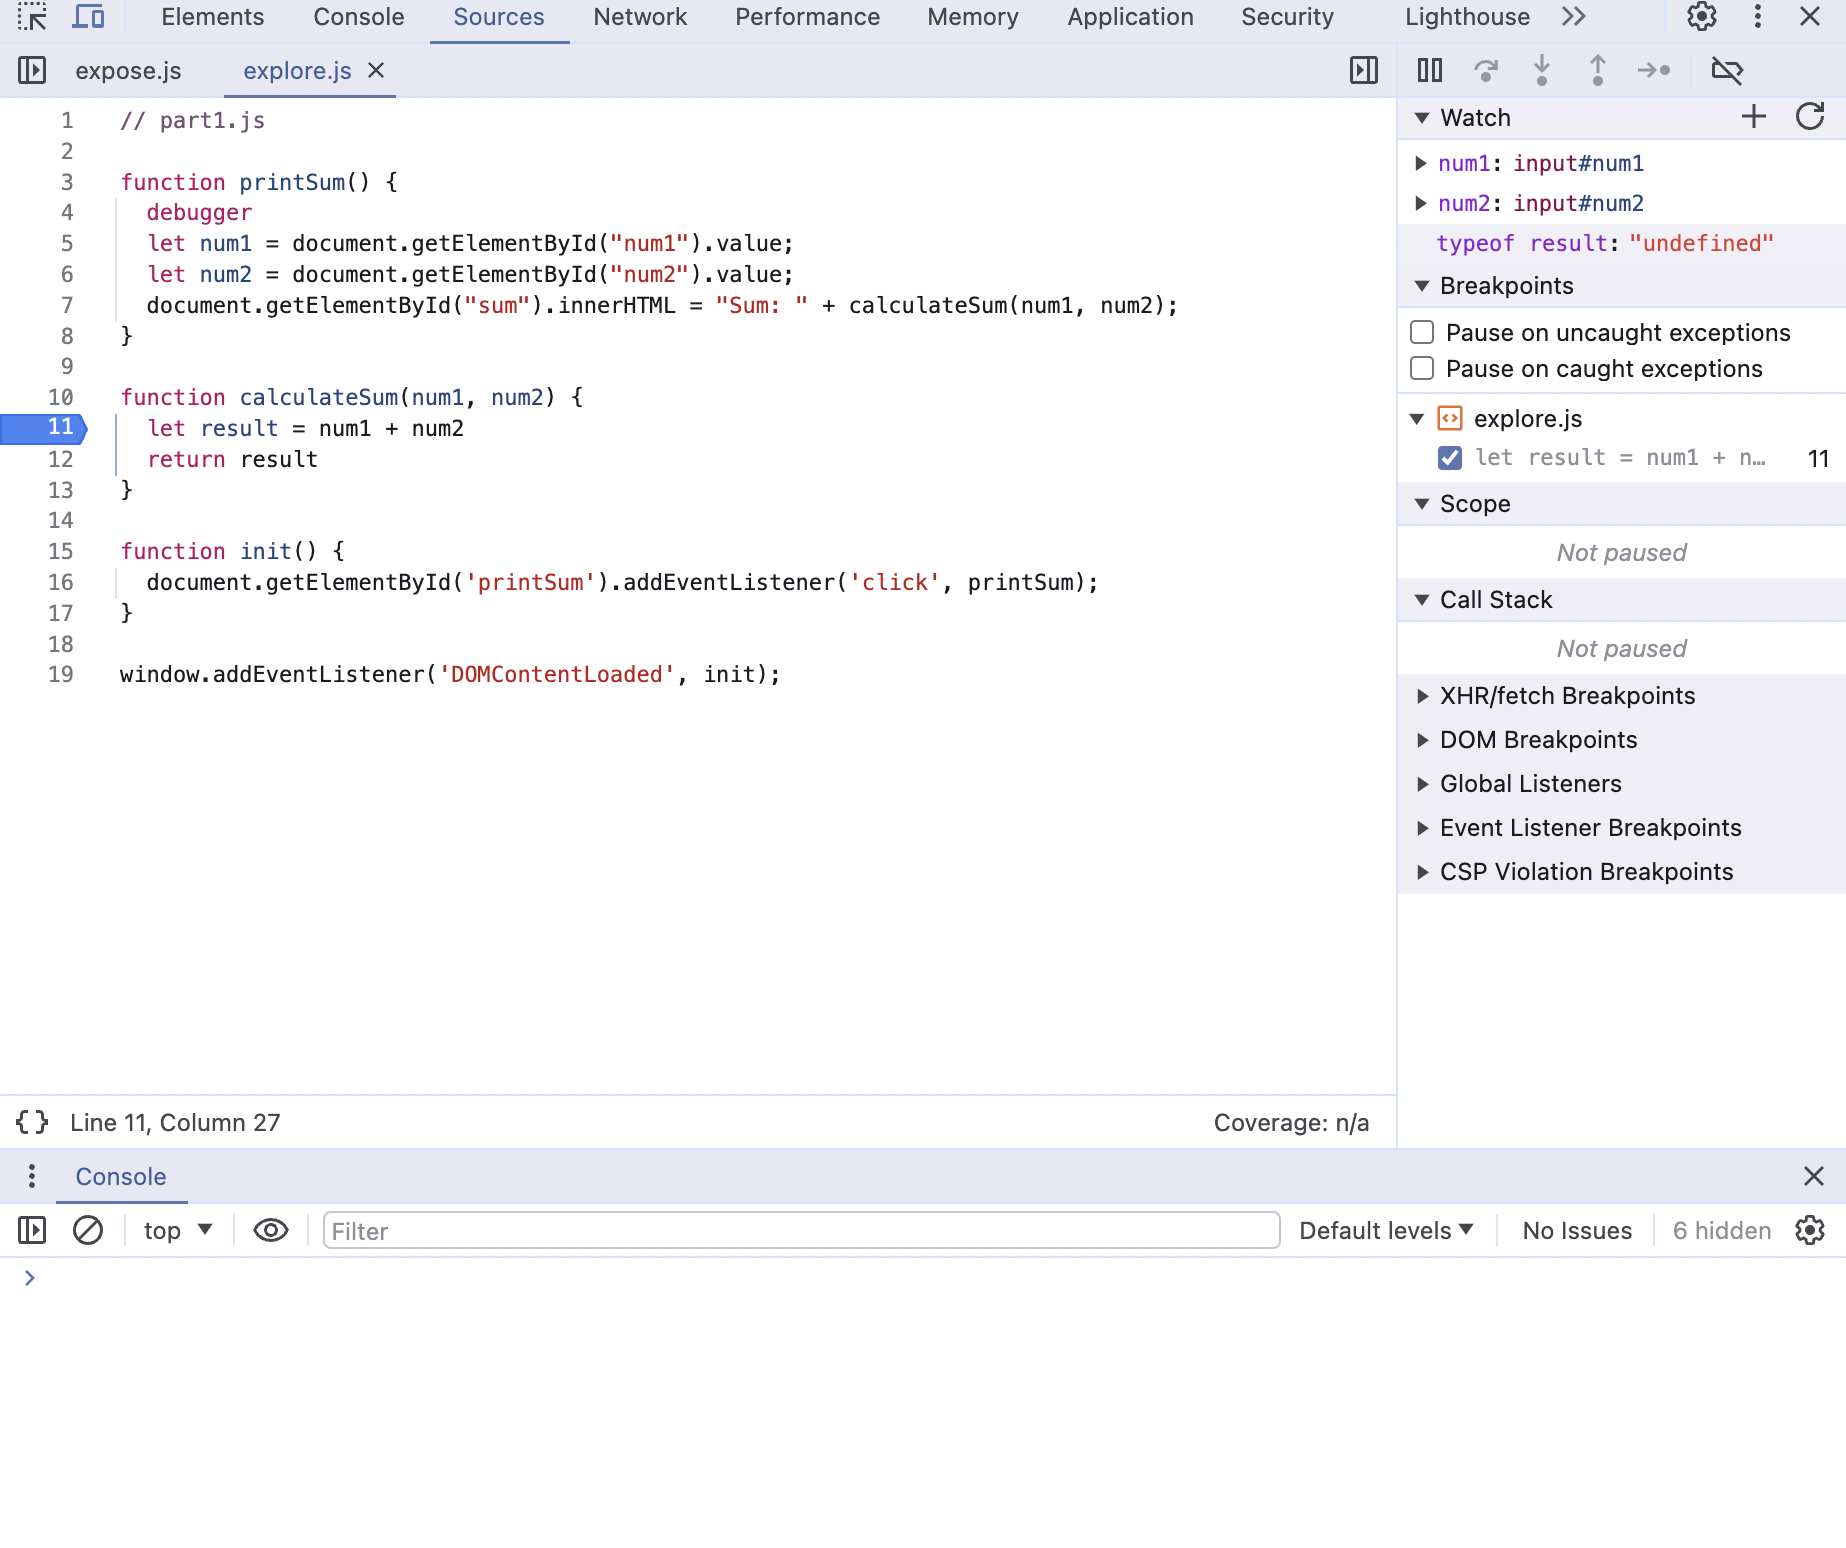 Elements Console Sources Network Performance Memory Application Security Lighthouse
expose.js explore.js
1 // part1.js
2
3 function printSum() {
4 debugger
5 let num1 = document.getElementById("num1").value;
6 let num2 = document.getElementById("num2").value;
7 document.getElementById("sum").innerHTML = "Sum: " + calculateSum(num1, num2);
8 }
9
10 function calculateSum(num1, num2) {
11 let result = num1 + num2
12 return result
13 }
14
15 function init() {
16 document.getElementById('printSum').addEventListener('click', printSum);
17 }
18
19 window.addEventListener('DOMContentLoaded', init);
Watch
num1: input#num1
num2: input#num2
typeof result: "undefined"
Breakpoints
Pause on uncaught exceptions
Pause on caught exceptions
explore.js
let result = num1 + n… 11
Scope
Not paused
Call Stack
Not paused
XHR/fetch Breakpoints
DOM Breakpoints
Global Listeners
Event Listener Breakpoints
CSP Violation Breakpoints
{ } Line 11, Column 27 Coverage: n/a
Console
top Filter Default levels No Issues 6 hidden